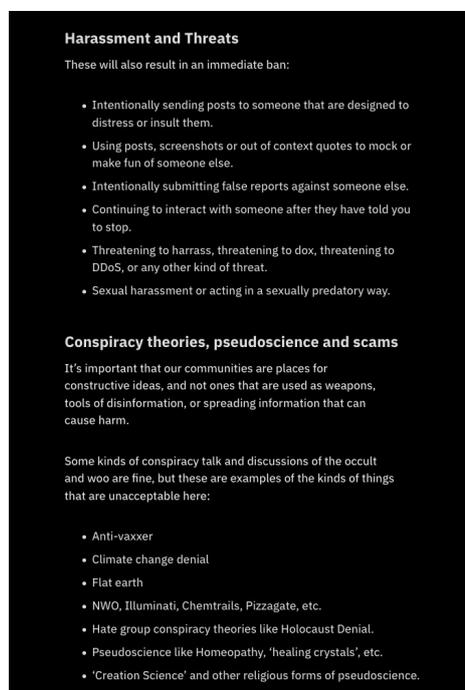 Harassment and Threats
These will also result in an immediate ban:
• Intentionally sending posts to someone that are designed to
distress or insult them.
• Using posts, screenshots or out of context quotes to mock or
make fun of someone else.
• Intentionally submitting false reports against someone else.
• Continuing to interact with someone after they have told you
to stop.
• Threatening to harrass, threatening to dox, threatening to
DDoS, or any other kind of threat.
• Sexual harassment or acting in a sexually predatory way.
Conspiracy theories, pseudoscience and scams
It's important that our communities are places for
constructive ideas, and not ones that are used as weapons,
tools of disinformation, or spreading information that can
cause harm.
Some kinds of conspiracy talk and discussions of the occult
and woo are fine, but these are examples of the kinds of things
that are unacceptable here:
• Anti-vaxxer
• Climate change denial
• Flat earth
• NWO, Illuminati, Chemtrails, Pizzagate, etc.
• Hate group conspiracy theories like Holocaust Denial.
• Pseudoscience like Homeopathy, 'healing crystals', etc.
• 'Creation Science' and other religious forms of pseudoscience.